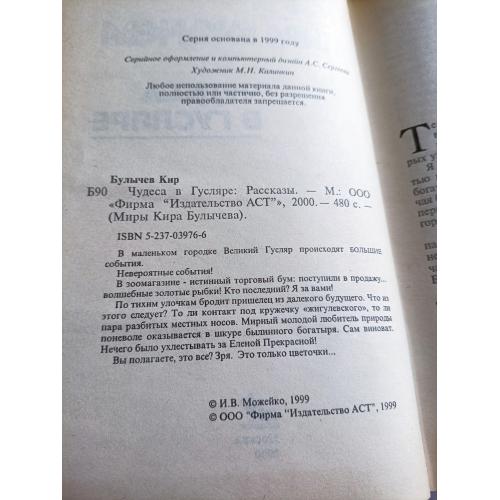 Серия основана в 1999 году
Серийное оформление и компьютерный дизайн А.С. Сергеева
Художник М.Н. Калинкин
Любое использование материала данной книги,
полностью или частично, без разрешения
правообладателя запрещается.
Булычев Кир
Б90 Чудеса в Гусляре: Рассказы. — М.: ООО
«Фирма “Издательство АСТ”», 2000.— 480 с.—
(Миры Кира Булычева).
ISBN 5-237-03976-6
В маленьком городке Великий Гусляр происходят БОЛЬШИЕ
события.
Невероятные события!
В зоомагазине - истинный торговый бум: поступили в продажу...
волшебные золотые рыбки! Кто последний? Я за вами!
По тихим улочкам бродит пришелец из далекого будущего. Что из
этого следует? То ли контакт под кружечку «жигулевского», то ли
пара разбитых местных носов. Мирный молодой любитель природы
поневоле оказывается в шкуре былинного богатыря. Сам виноват.
Нечего было ухлестывать за Еленой Прекрасной!
Вы полагаете, это все? Зря. Это только цветочки...
© И.В. Можейко, 1999
© ООО "Фирма "Издательство АСТ", 1999